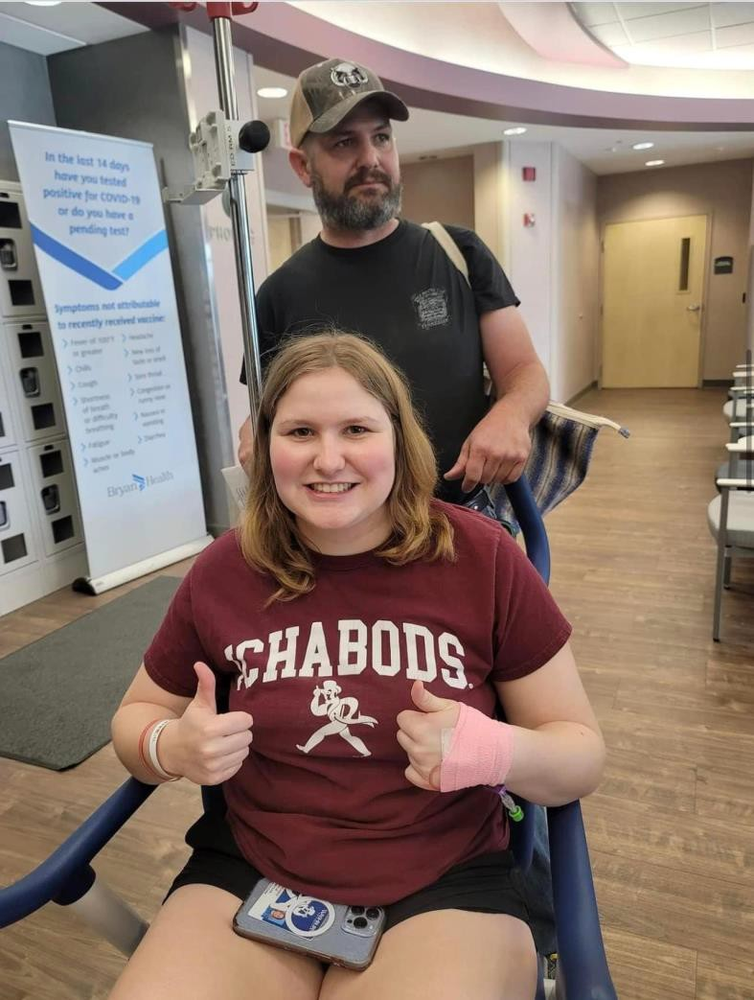 In the last 14 days
have you tested
positive for COVID-19
or do you have a
pending test?
Symptoms not attributable
to recently received vaccine:
Fever of 100°F
or greater
Chills
Cough
Shortness
of breath
or difficulty
breathing
Fatigue
Muscle or body
aches
Headache
New loss of
taste or smell
Sore throat
Congestion or
runny nose
Nausea or
vomiting
Diarrhea
Bryan Health
ICHABODS